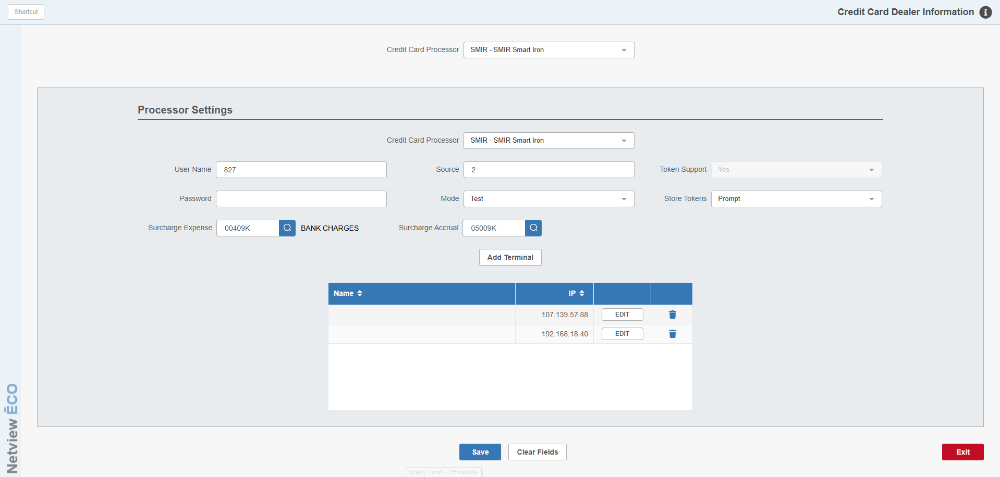 Shortcut
Credit Card Dealer Information
Credit Card Processor SMIR - SMIR Smart Iron
Processor Settings
Credit Card Processor SMIR - SMIR Smart Iron
User Name 827 Source 2 Token Support Yes
Password Mode Test Store Tokens Prompt
Surcharge Expense 00409K BANK CHARGES Surcharge Accrual 05009K
Add Terminal
Name IP
107.139.57.88 EDIT
192.168.18.40 EDIT
Netview ĒCO
Save Clear Fields Exit
Shelby Lund - OfficeView